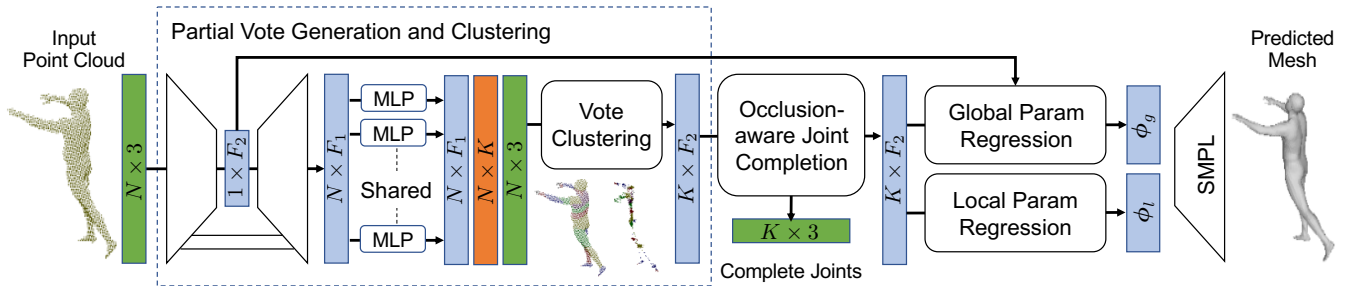 Partial Vote Generation and Clustering
Input
Point Cloud
N × 3
1 × F₂
N × F₁
MLP
MLP
Shared
MLP
N × F₁
N × K
N × 3
Vote
Clustering
K × F₂
Occlusion-
aware Joint
Completion
K × 3
Complete Joints
K × F₂
Global Param
Regression
Local Param
Regression
ϕg
ϕl
SMPL
Predicted
Mesh